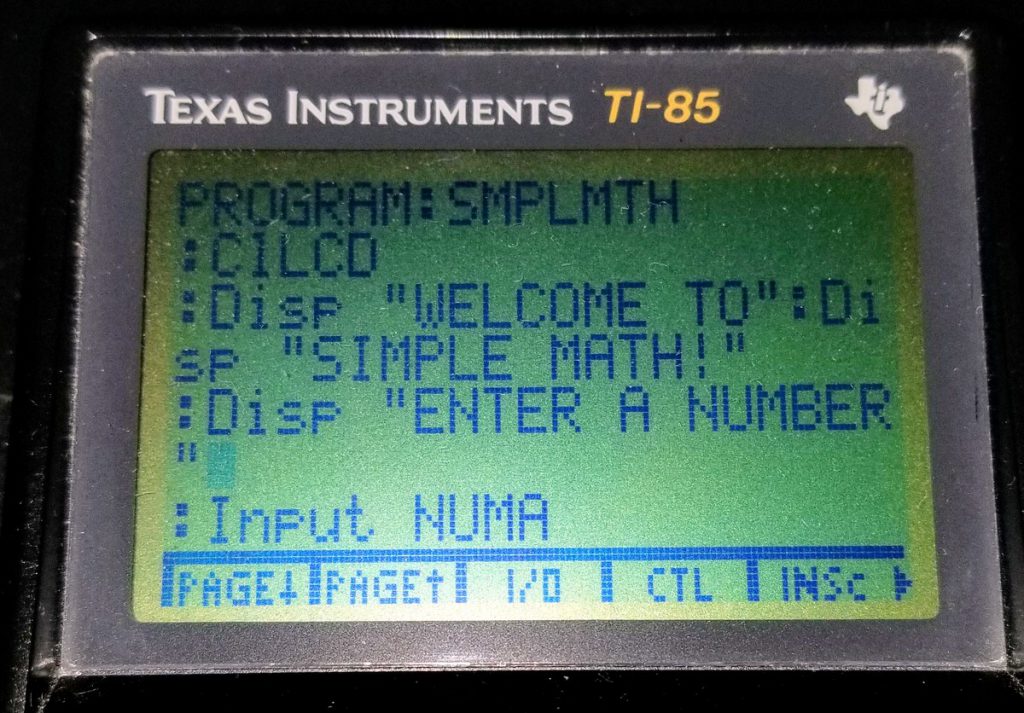 TEXAS INSTRUMENTS TI-85
PROGRAM:SMPLMTH
:ClLCD
:Disp "WELCOME TO":Di
sp "SIMPLE MATH!"
:Disp "ENTER A NUMBER
"
:Input NUMA
PAGE↓ PAGE↑ I/O CTL INSc ▶